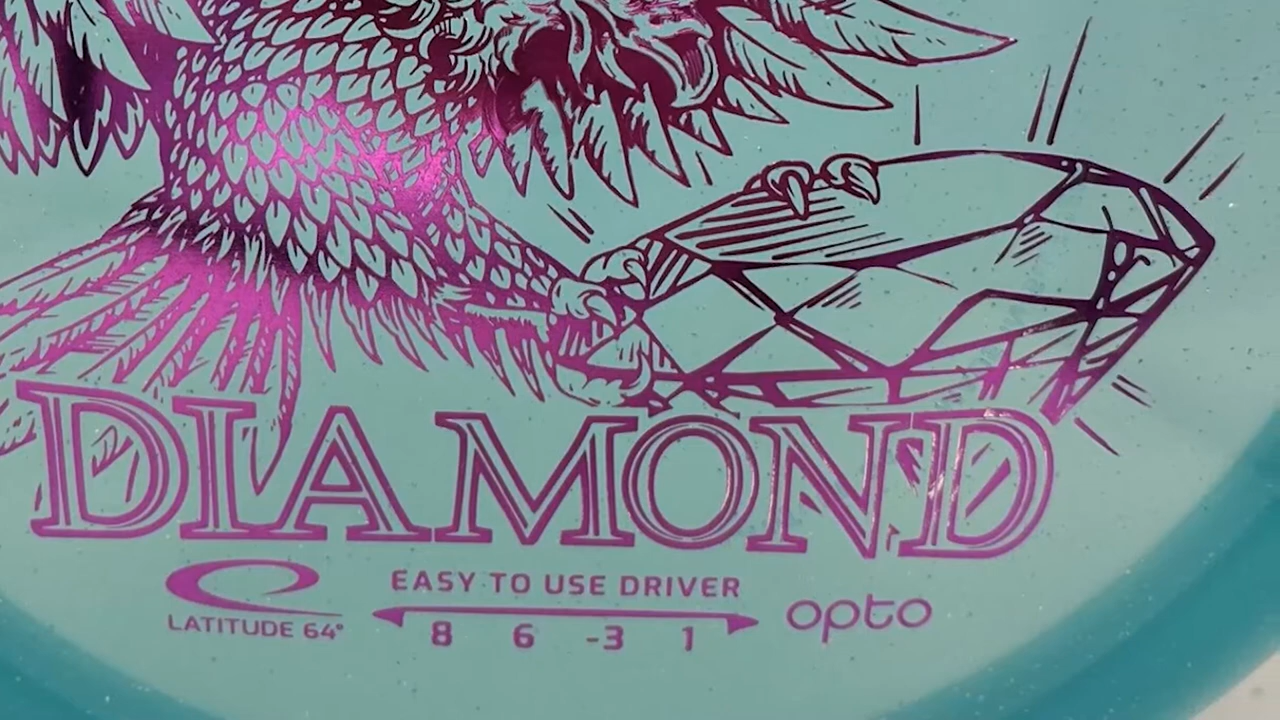 DIAMOND
EASY TO USE DRIVER
LATITUDE 64°
8 6 -3 1
opto